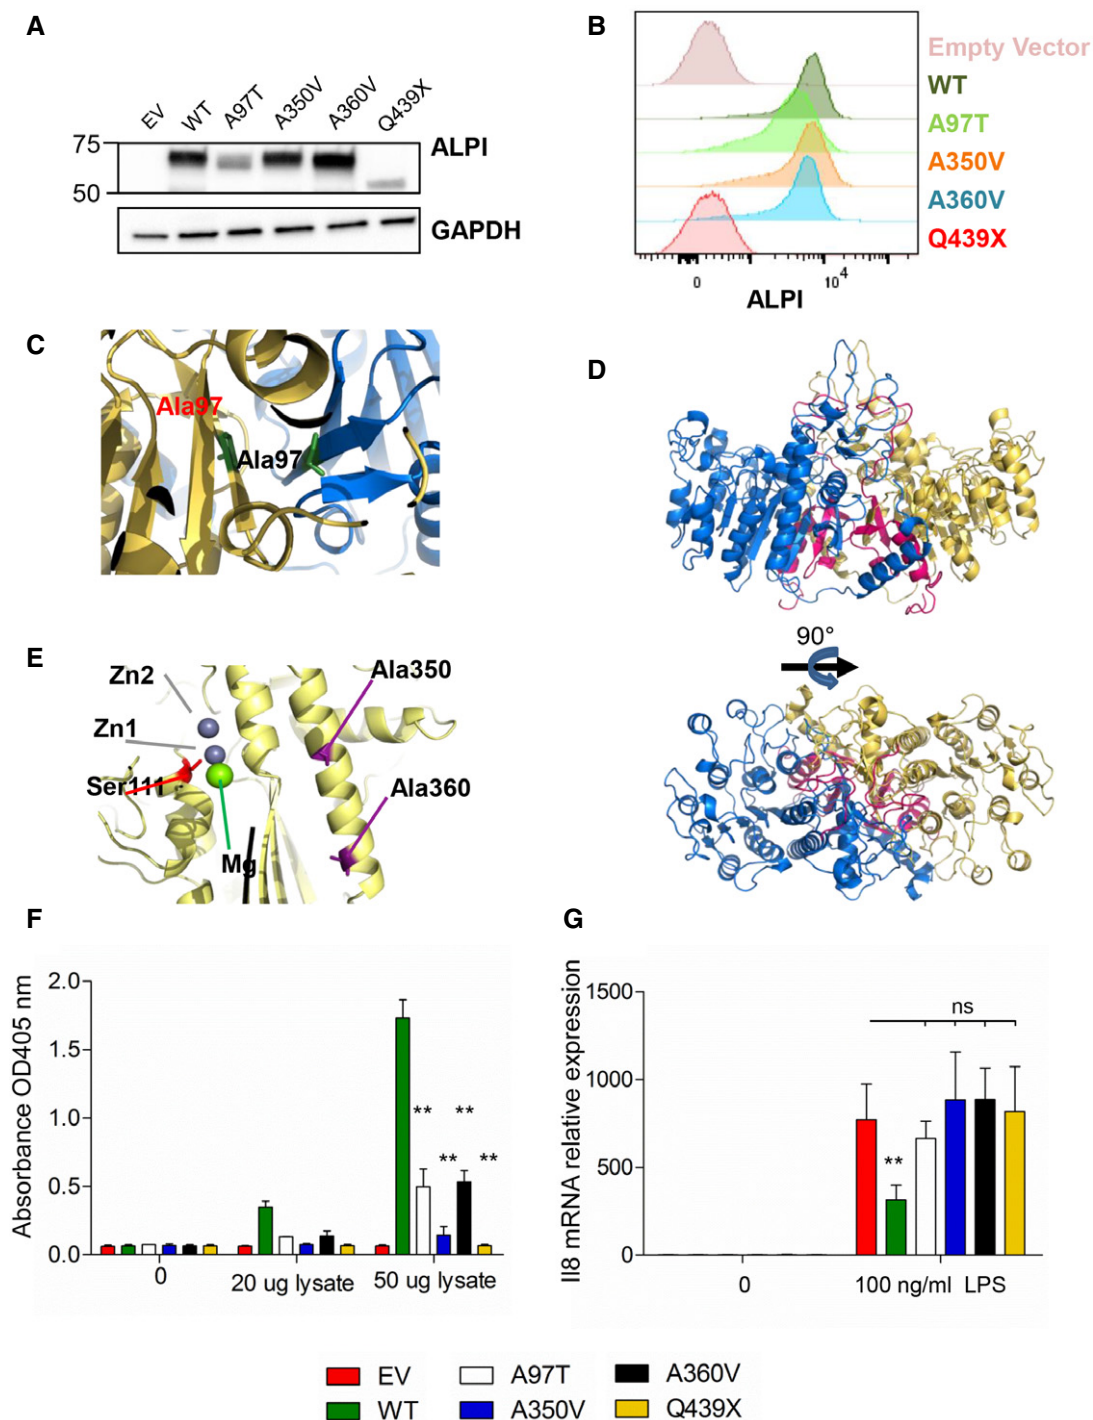 A
EV WT A97T A350V A360V Q439X
75
50
ALPI
GAPDH
B
Empty Vector
WT
A97T
A350V
A360V
Q439X
0 10^4
ALPI
C
Ala97
Ala97
D
90°
E
Zn2
Zn1
Ser111
Mg
Ala350
Ala360
F
Absorbance OD405 nm
2.0
1.5
1.0
0.5
0.0
** ** ** **
0 20 ug lysate 50 ug lysate
G
Il8 mRNA relative expression
1500
1000
500
0
ns
**
0 100 ng/ml LPS
EV A97T A360V
WT A350V Q439X